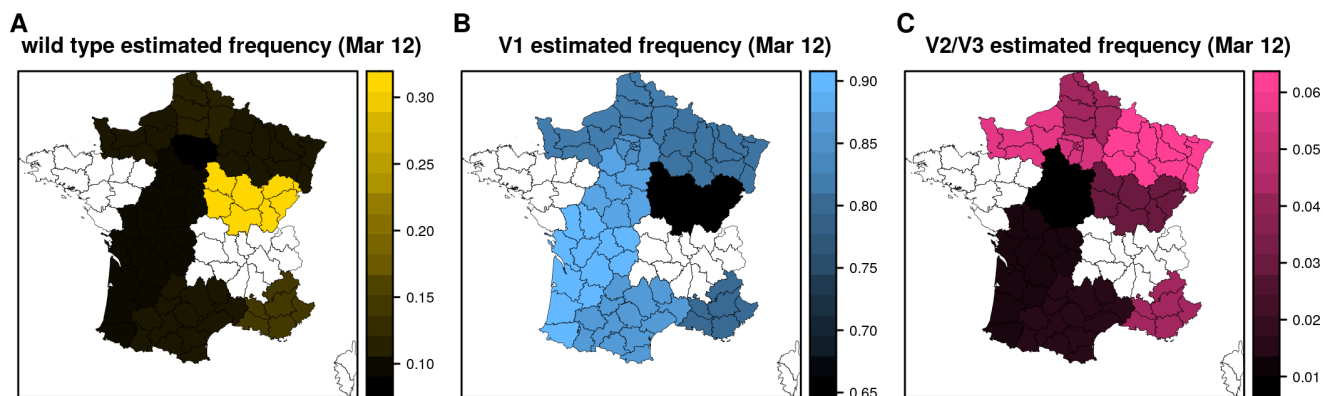 A
wild type estimated frequency (Mar 12)
0.30
0.25
0.20
0.15
0.10
B
V1 estimated frequency (Mar 12)
0.90
0.85
0.80
0.75
0.70
0.65
C
V2/V3 estimated frequency (Mar 12)
0.06
0.05
0.04
0.03
0.02
0.01